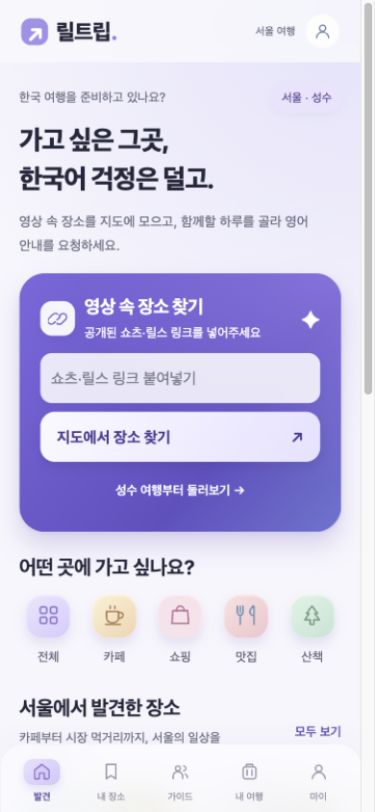 릴트립.
서울 여행
한국 여행을 준비하고 있나요?
서울 · 성수
가고 싶은 그곳,
한국어 걱정은 덜고.
영상 속 장소를 지도에 모으고, 함께할 하루를 골라 영어
안내를 요청하세요.
영상 속 장소 찾기
공개된 쇼츠·릴스 링크를 넣어주세요
쇼츠·릴스 링크 붙여넣기
지도에서 장소 찾기
성수 여행부터 둘러보기 →
어떤 곳에 가고 싶나요?
전체
카페
쇼핑
맛집
산책
서울에서 발견한 장소
카페부터 시장 먹거리까지, 서울의 일상을
모두 보기
발견
내 장소
가이드
내 여행
마이